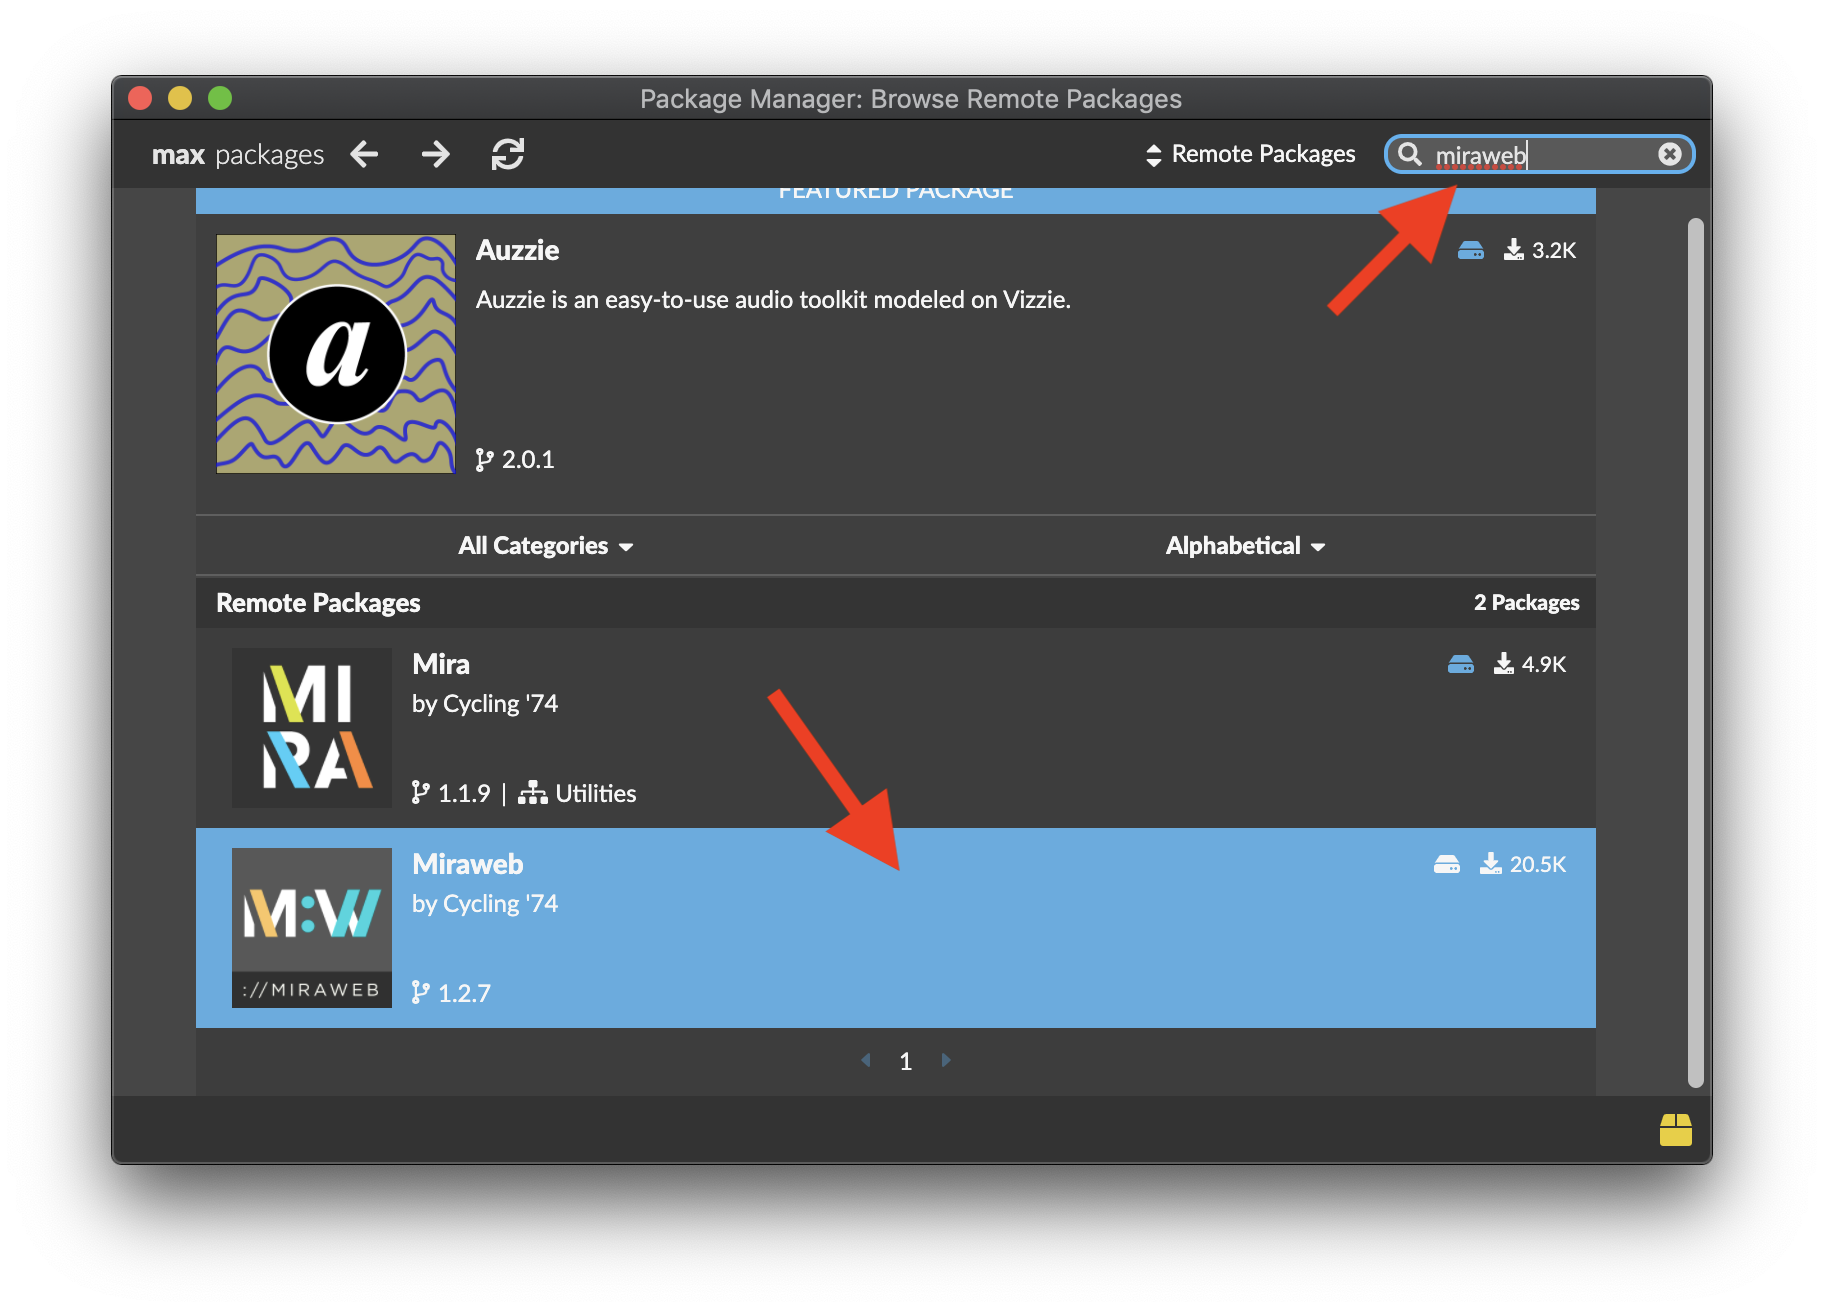 Package Manager: Browse Remote Packages
max packages
Remote Packages
miraweb
FEATURED PACKAGE
a
Auzzie
3.2K
Auzzie is an easy-to-use audio toolkit modeled on Vizzie.
2.0.1
All Categories
Alphabetical
Remote Packages
2 Packages
MI
RA
Mira
4.9K
by Cycling '74
1.1.9 | Utilities
M:W
://MIRAWEB
Miraweb
20.5K
by Cycling '74
1.2.7
1